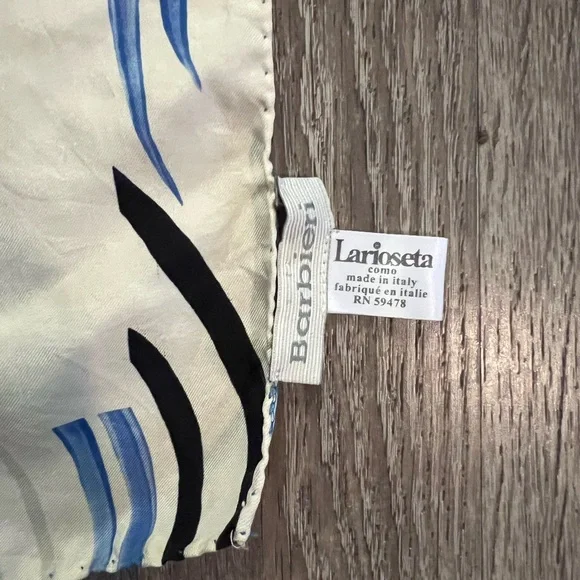 Barbieri
Larioseta
como
made in italy
fabriqué en italie
RN 59478